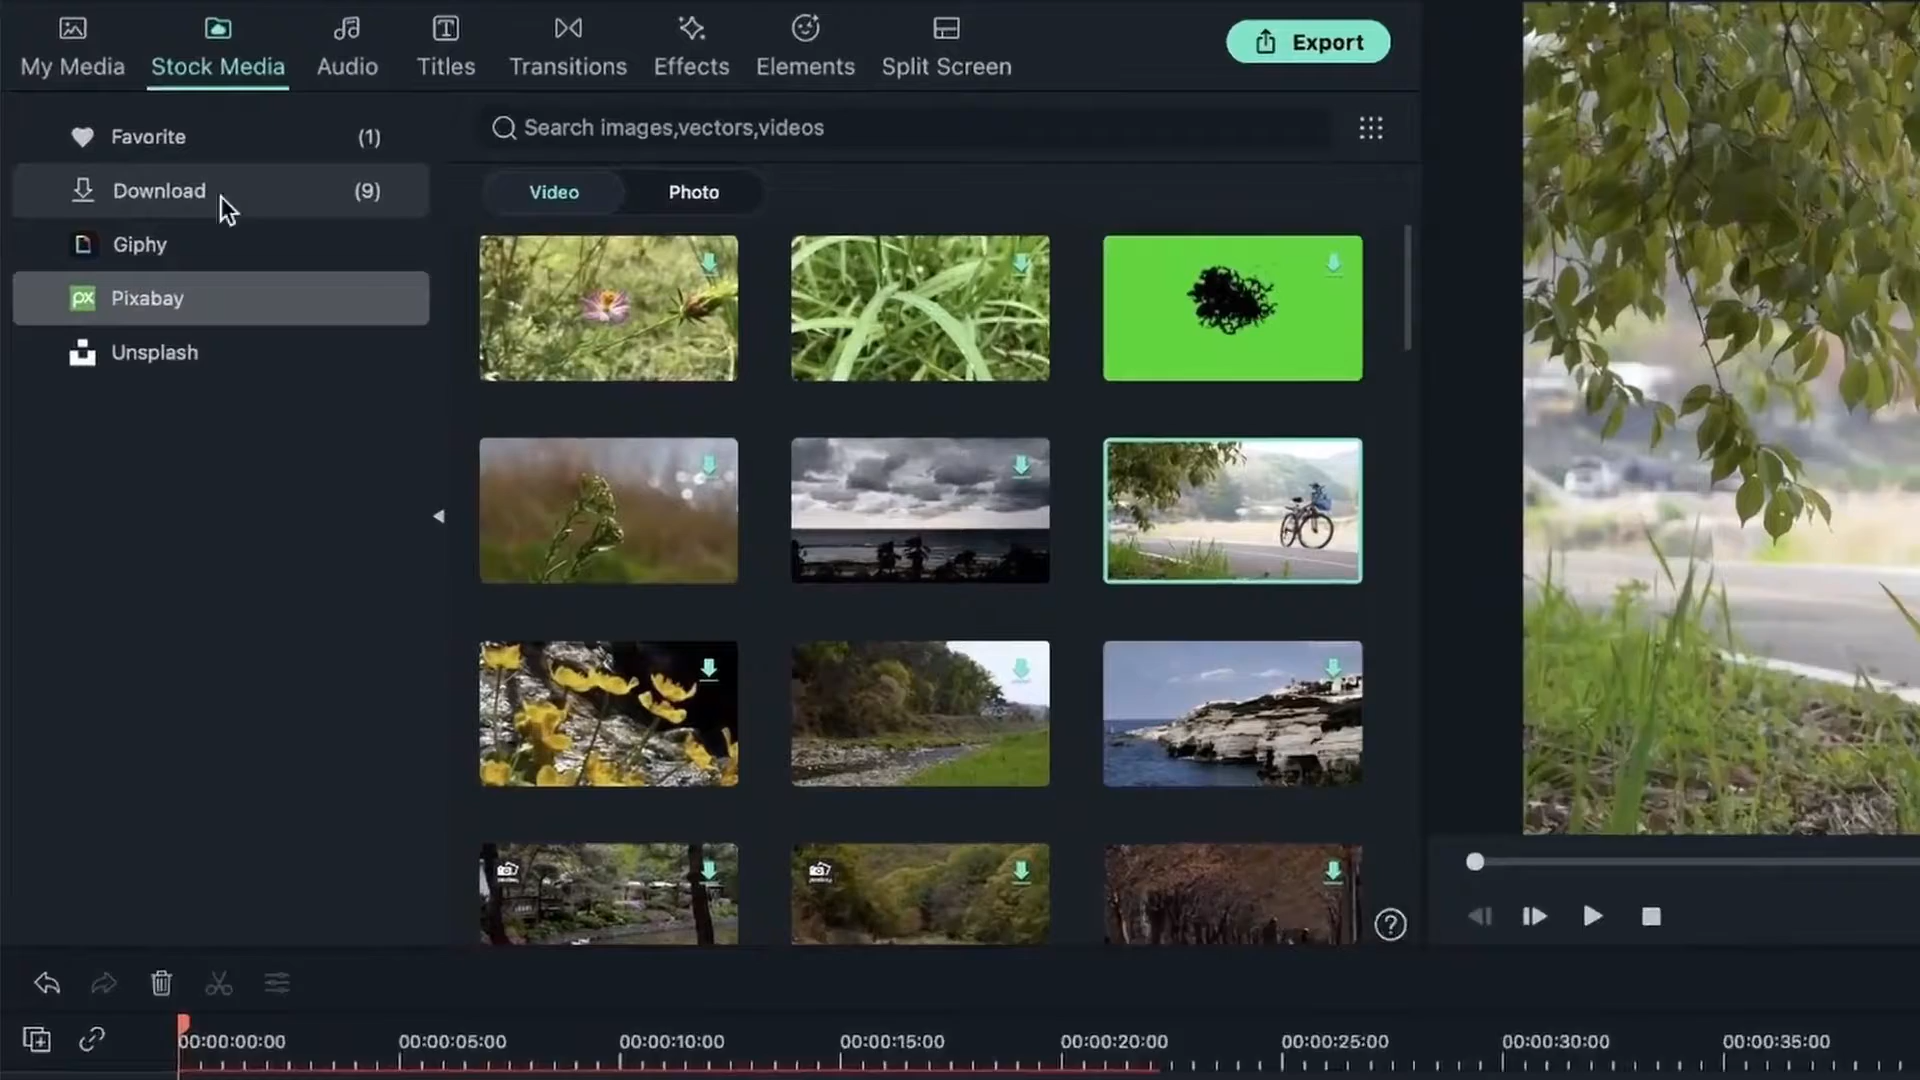 My Media
Stock Media
Audio
Titles
Transitions
Effects
Elements
Split Screen
Export
Favorite (1)
Download (9)
Giphy
px Pixabay
Unsplash
Search images,vectors,videos
Video
Photo
?
00:00:00:00
00:00:05:00
00:00:10:00
00:00:15:00
00:00:20:00
00:00:25:00
00:00:30:00
00:00:35:00